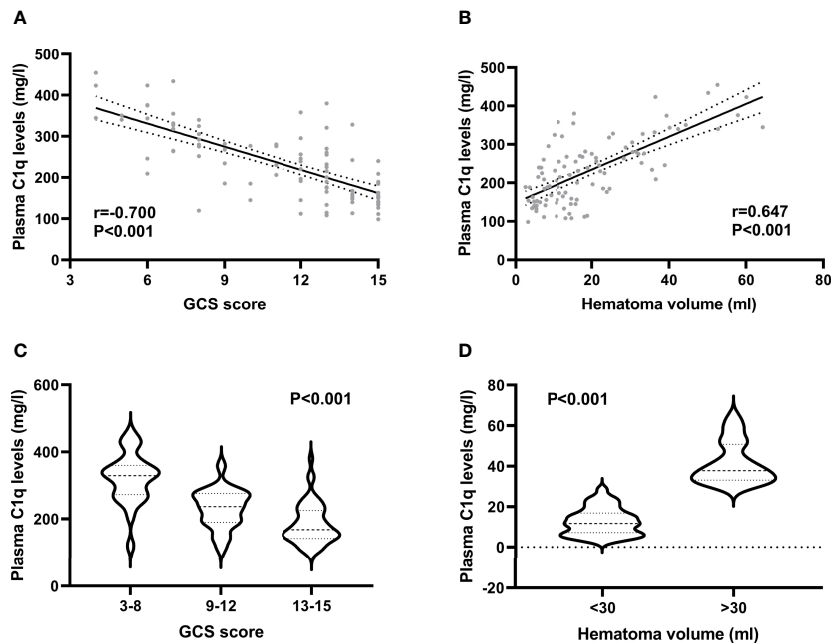 A
Plasma C1q levels (mg/l)
500
400
300
200
100
0
r=-0.700
P<0.001
3
6
9
12
15
GCS score
B
Plasma C1q levels (mg/l)
500
400
300
200
100
0
r=0.647
P<0.001
0
20
40
60
80
Hematoma volume (ml)
C
Plasma C1q levels (mg/l)
600
400
200
0
P<0.001
3-8
9-12
13-15
GCS score
D
Plasma C1q levels (mg/l)
80
60
40
20
0
-20
P<0.001
<30
>30
Hematoma volume (ml)